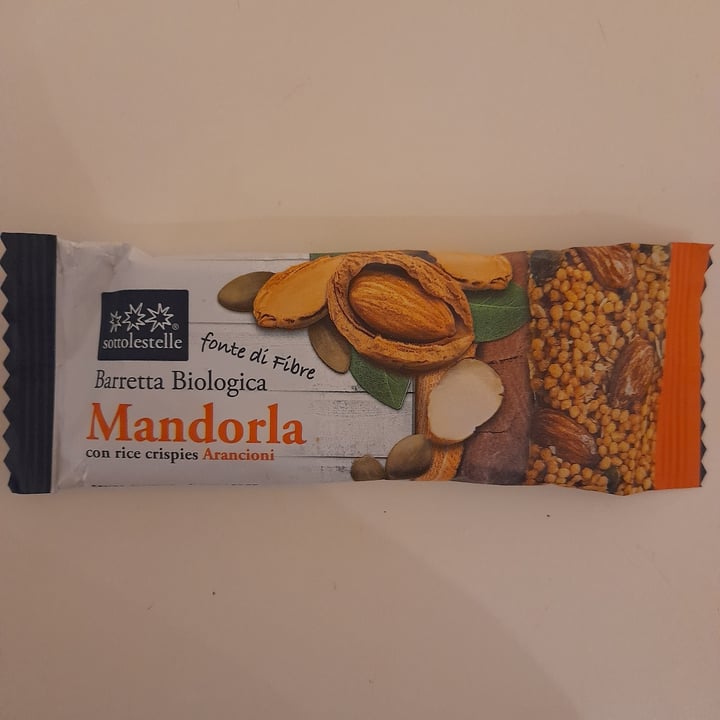 sottolestelle®
fonte di Fibre
Barretta Biologica
Mandorla
con rice crispies Arancioni